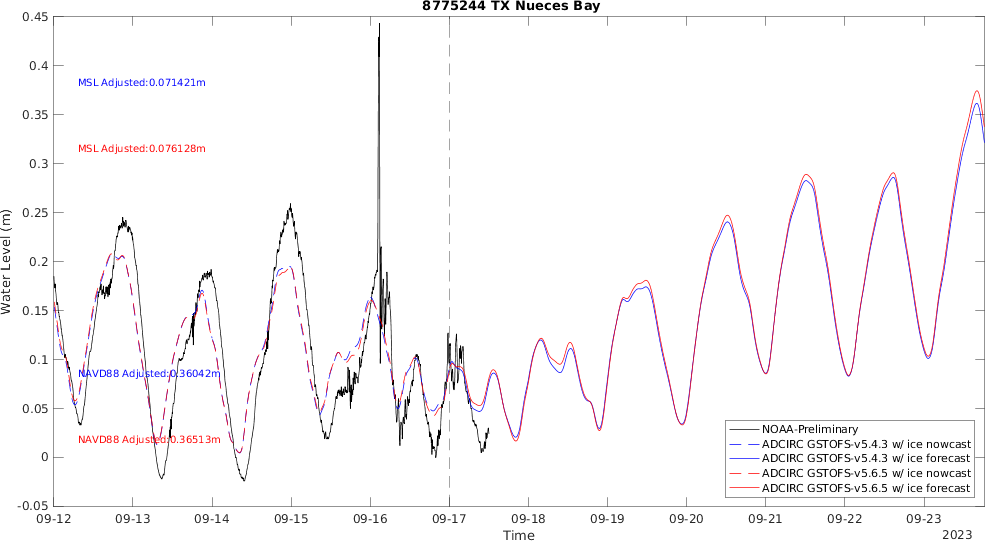 8775244 TX Nueces Bay
Water Level (m)
0.45
0.4
0.35
0.3
0.25
0.2
0.15
0.1
0.05
0
-0.05
MSL Adjusted:0.071421m
MSL Adjusted:0.076128m
NAVD88 Adjusted:0.36042m
NAVD88 Adjusted:0.36513m
NOAA-Preliminary
ADCIRC GSTOFS-v5.4.3 w/ ice nowcast
ADCIRC GSTOFS-v5.4.3 w/ ice forecast
ADCIRC GSTOFS-v5.6.5 w/ ice nowcast
ADCIRC GSTOFS-v5.6.5 w/ ice forecast
09-12 09-13 09-14 09-15 09-16 09-17 09-18 09-19 09-20 09-21 09-22 09-23
Time
2023